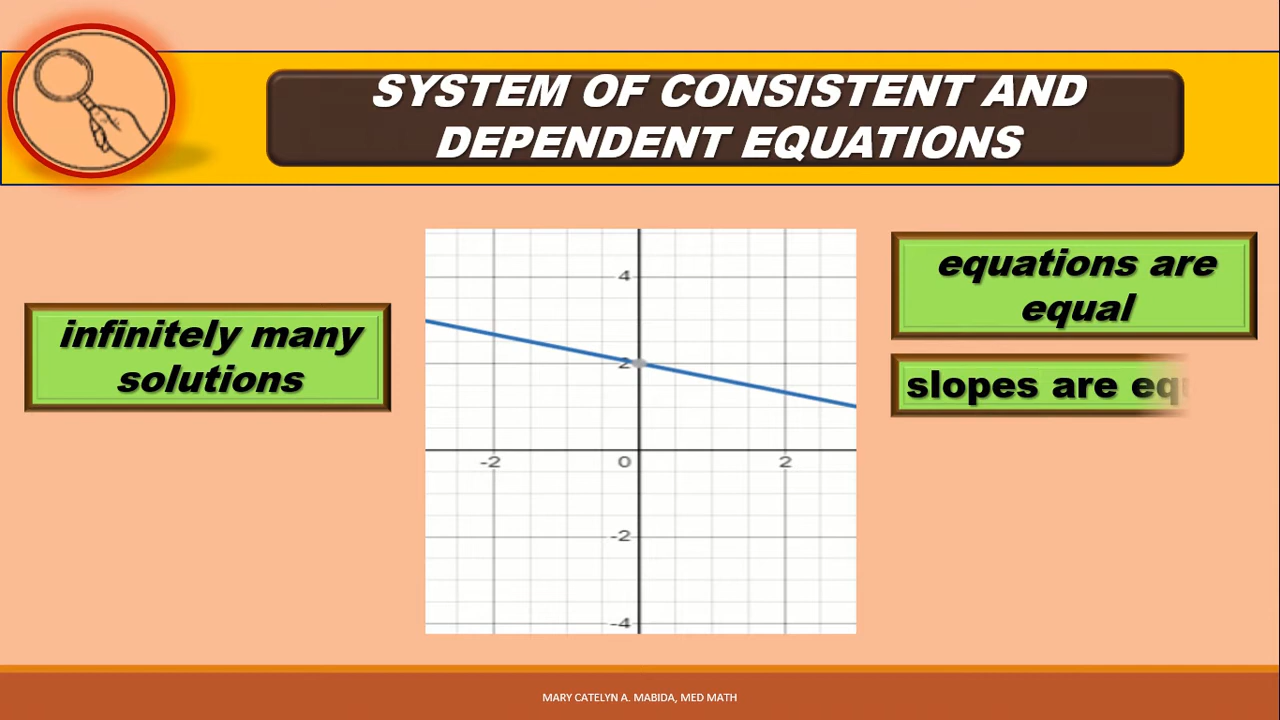 SYSTEM OF CONSISTENT AND
DEPENDENT EQUATIONS
infinitely many
solutions
4
2
-2
0
2
-2
-4
equations are
equal
slopes are
MARY CATELYN A. MABIDA, MED MATH